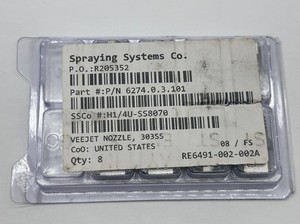 Spraying Systems Co.
P.O.:R205352
Part #:P/N 6274.0.3.101
SSCo #:H1/4U-SS8070
VEEJET NOZZLE, 303SS
CoO: UNITED STATES 08 / FS
Qty: 8 RE6491-002-002A